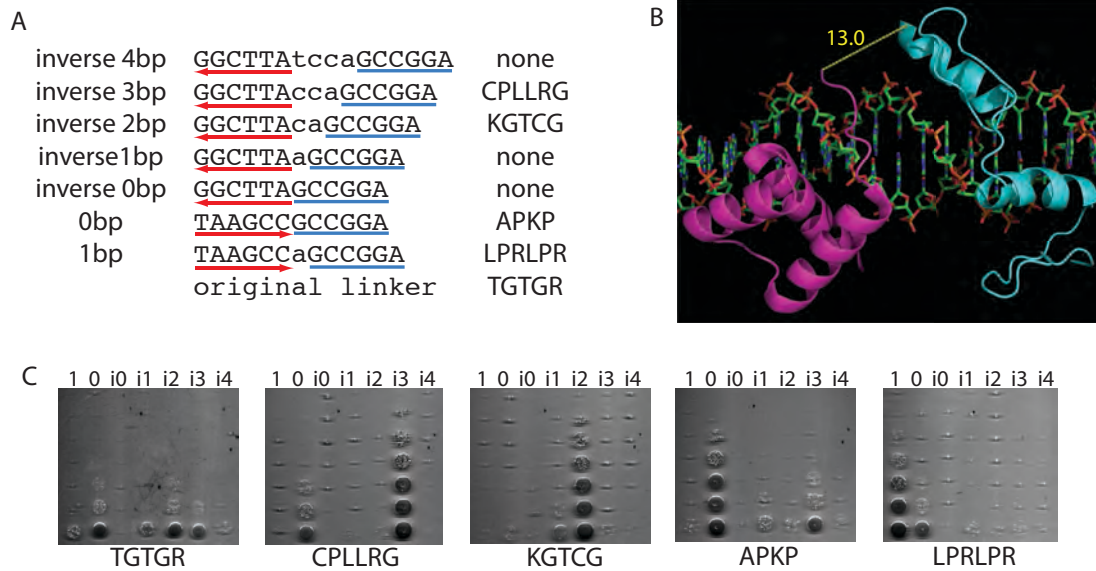 A
inverse 4bp GGCTTAtccaGCCGGA none
inverse 3bp GGCTTAccaGCCGGA CPLLRG
inverse 2bp GGCTTAcaGCCGGA KGTCG
inverse1bp GGCTTAaGCCGGA none
inverse 0bp GGCTTAGCCGGA none
0bp TAAGCCGCCGGA APKP
1bp TAAGCCaGCCGGA LPRLPR
original linker TGTGR
B
13.0
C
1 0 i0 i1 i2 i3 i4
TGTGR
1 0 i0 i1 i2 i3 i4
CPLLRG
1 0 i0 i1 i2 i3 i4
KGTCG
1 0 i0 i1 i2 i3 i4
APKP
1 0 i0 i1 i2 i3 i4
LPRLPR